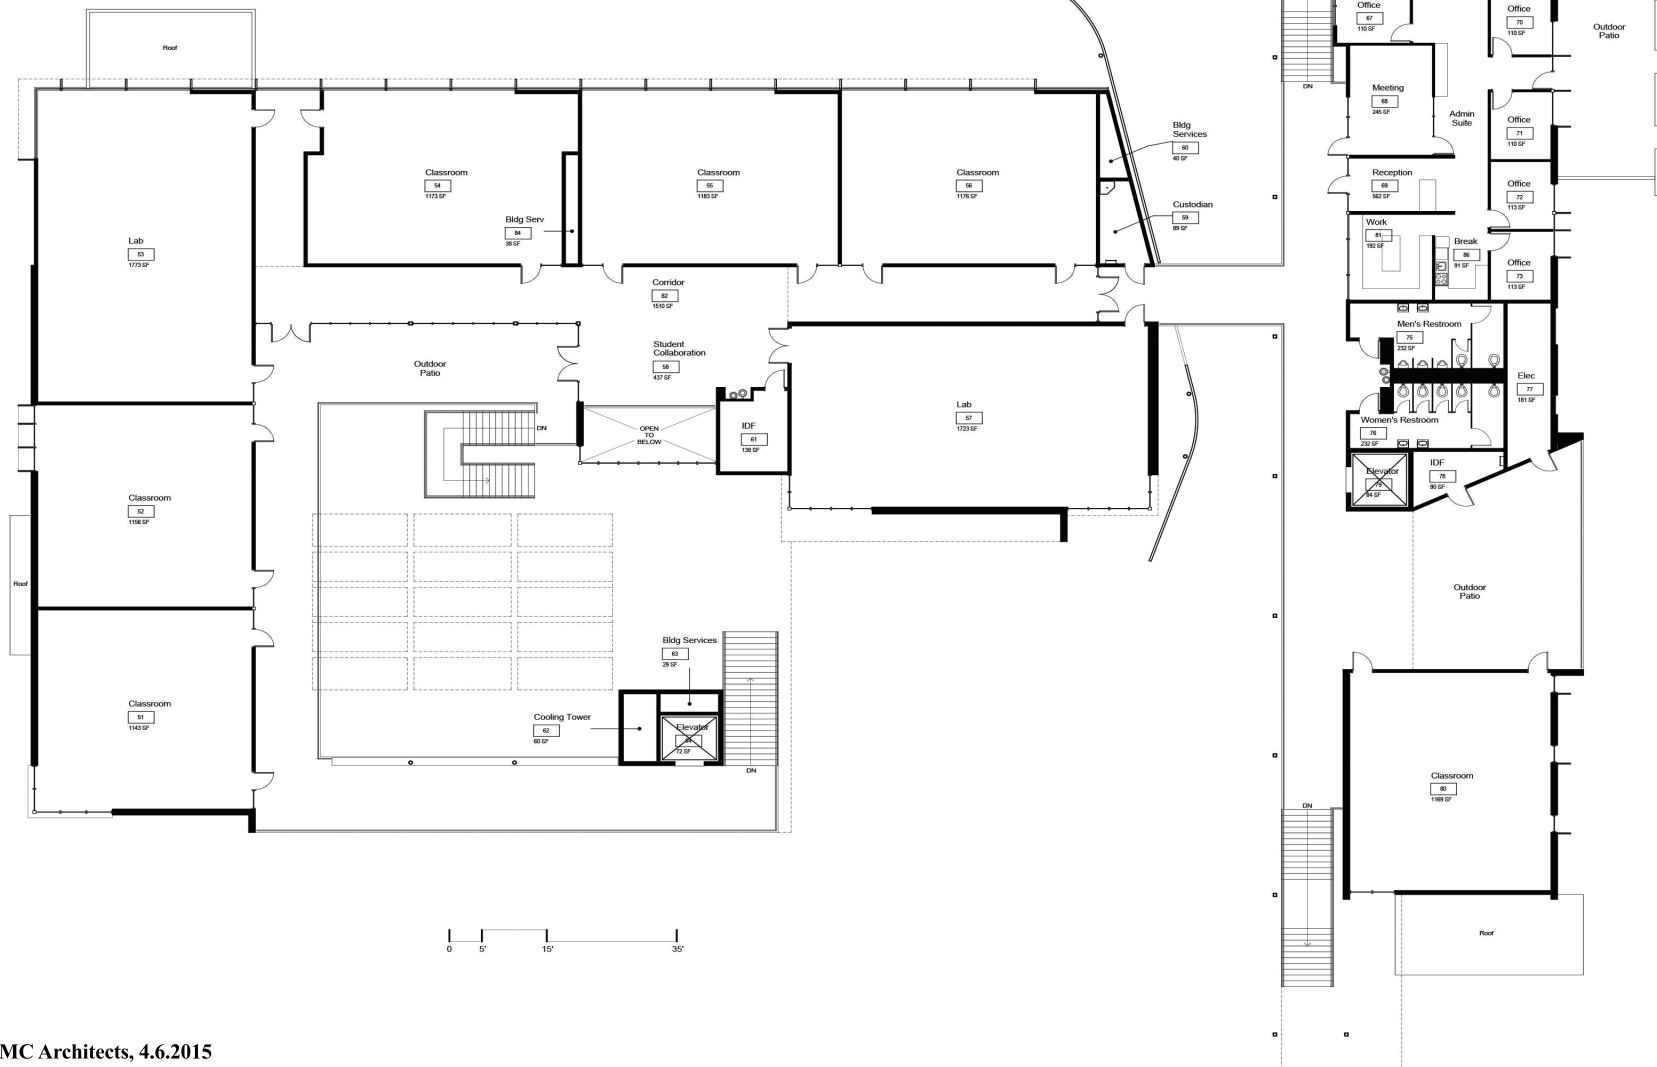 Roof
Office
67
110 SF
Office
70
110 SF
Outdoor
Patio
DN
Meeting
68
245 SF
Admin
Suite
Office
71
110 SF
Bldg
Services
60
40 SF
Classroom
54
1173 SF
Classroom
55
1183 SF
Classroom
56
1176 SF
Reception
69
562 SF
Office
72
113 SF
Custodian
59
89 SF
Bldg Serv
84
38 SF
Work
81
192 SF
Lab
53
1773 SF
Break
86
91 SF
Office
73
113 SF
Corridor
82
1510 SF
Men's Restroom
75
232 SF
Student
Collaboration
58
437 SF
Outdoor
Patio
Elec
77
181 SF
Lab
57
1723 SF
DN
OPEN
TO
BELOW
IDF
61
138 SF
Women's Restroom
76
232 SF
Elevator
79
84 SF
IDF
78
90 SF
Classroom
52
1156 SF
Roof
Outdoor
Patio
Bldg Services
63
29 SF
Classroom
51
1143 SF
Cooling Tower
62
60 SF
Elevator
72 SF
DN
Classroom
80
1169 SF
DN
Roof
0 5' 15' 35'
MC Architects, 4.6.2015